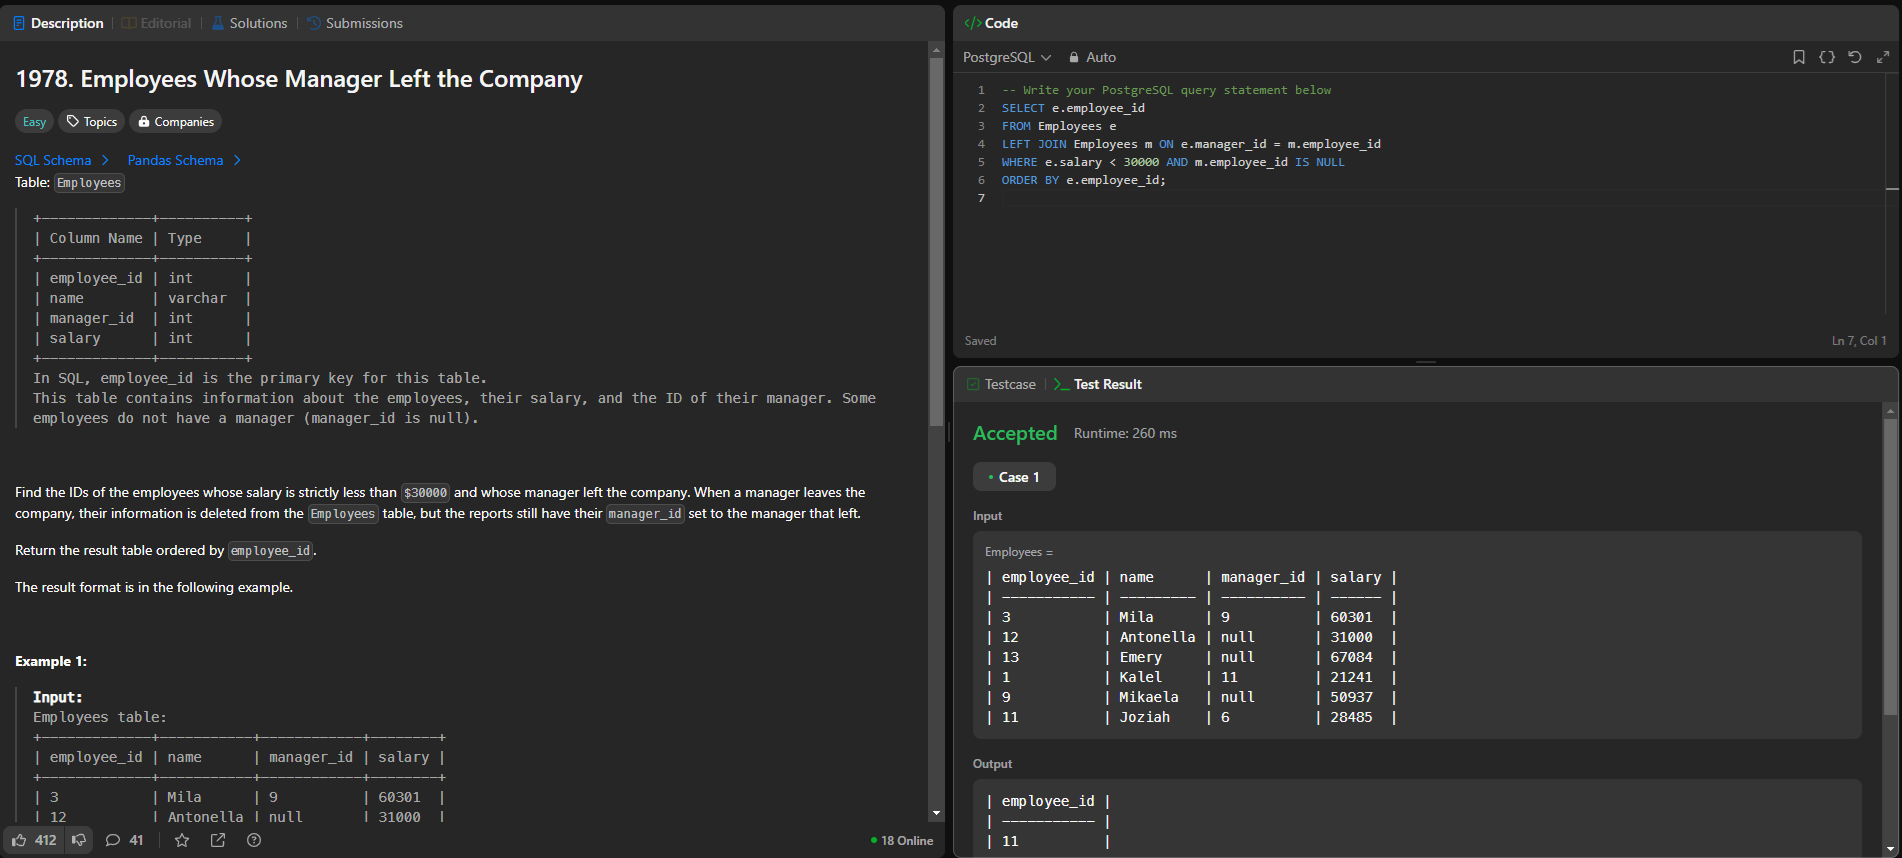 Description | Editorial | Solutions | Submissions
1978. Employees Whose Manager Left the Company
Easy Topics Companies
SQL Schema > Pandas Schema >
Table: Employees
+-------------+----------+
| Column Name | Type     |
+-------------+----------+
| employee_id | int      |
| name        | varchar  |
| manager_id  | int      |
| salary      | int      |
+-------------+----------+
In SQL, employee_id is the primary key for this table.
This table contains information about the employees, their salary, and the ID of their manager. Some
employees do not have a manager (manager_id is null).
Find the IDs of the employees whose salary is strictly less than $30000 and whose manager left the company. When a manager leaves the
company, their information is deleted from the Employees table, but the reports still have their manager_id set to the manager that left.
Return the result table ordered by employee_id.
The result format is in the following example.
Example 1:
Input:
Employees table:
+-------------+-----------+------------+--------+
| employee_id | name      | manager_id | salary |
+-------------+-----------+------------+--------+
| 3           | Mila      | 9          | 60301  |
| 12          | Antonella | null       | 31000  |
412 41 18 Online
</> Code
PostgreSQL Auto
1 -- Write your PostgreSQL query statement below
2 SELECT e.employee_id
3 FROM Employees e
4 LEFT JOIN Employees m ON e.manager_id = m.employee_id
5 WHERE e.salary < 30000 AND m.employee_id IS NULL
6 ORDER BY e.employee_id;
7
Saved Ln 7, Col 1
Testcase | >_ Test Result
Accepted Runtime: 260 ms
• Case 1
Input
Employees =
| employee_id | name      | manager_id | salary |
| ----------- | --------- | ---------- | ------ |
| 3           | Mila      | 9          | 60301  |
| 12          | Antonella | null       | 31000  |
| 13          | Emery     | null       | 67084  |
| 1           | Kalel     | 11         | 21241  |
| 9           | Mikaela   | null       | 50937  |
| 11          | Joziah    | 6          | 28485  |
Output
| employee_id |
| ----------- |
| 11          |